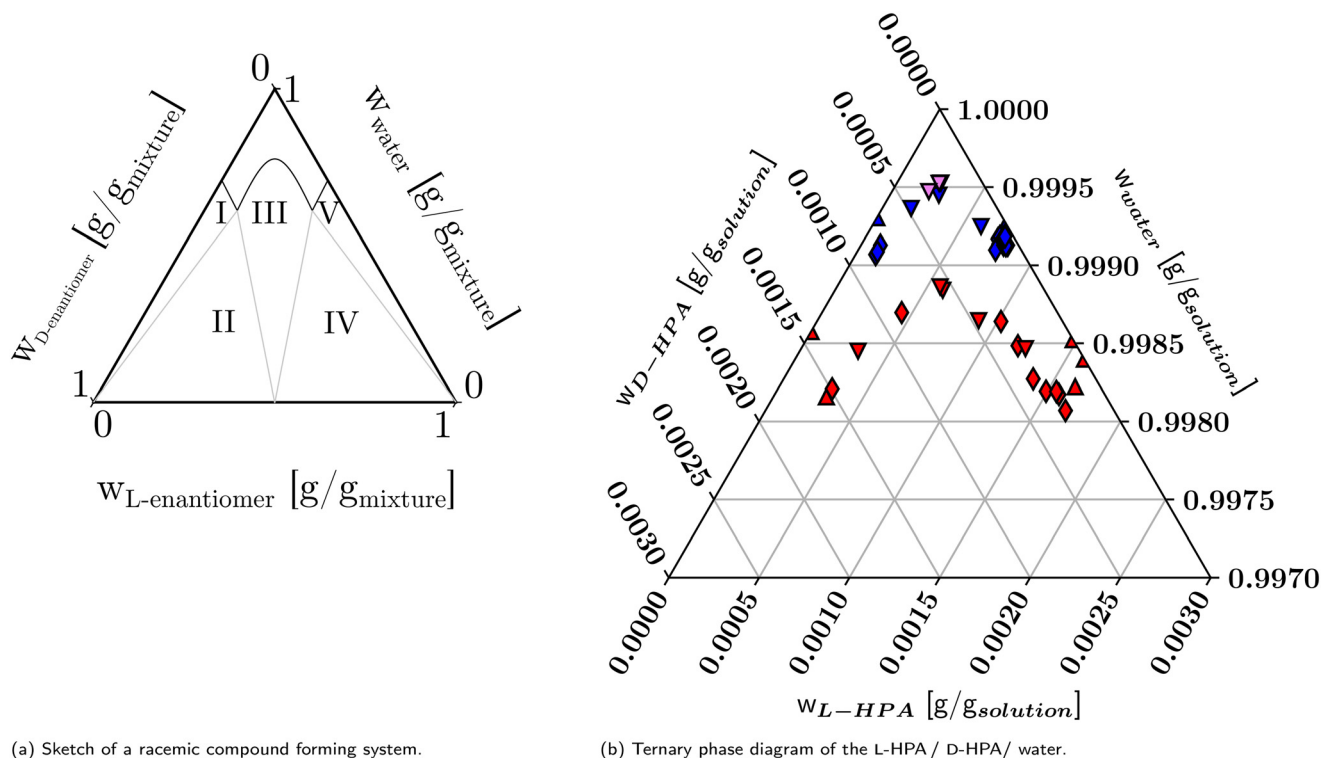 0
1
w_D-enantiomer [g/g_mixture]
w_water [g/g_mixture]
I
III
V
II
IV
1
0
0
1
w_L-enantiomer [g/g_mixture]
(a) Sketch of a racemic compound forming system.
0.0000
0.0005
0.0010
0.0015
0.0020
0.0025
0.0030
w_D−HPA [g/g_solution]
1.0000
0.9995
0.9990
0.9985
0.9980
0.9975
0.9970
w_water [g/g_solution]
0.0000
0.0005
0.0010
0.0015
0.0020
0.0025
0.0030
w_L−HPA [g/g_solution]
(b) Ternary phase diagram of the L-HPA / D-HPA/ water.